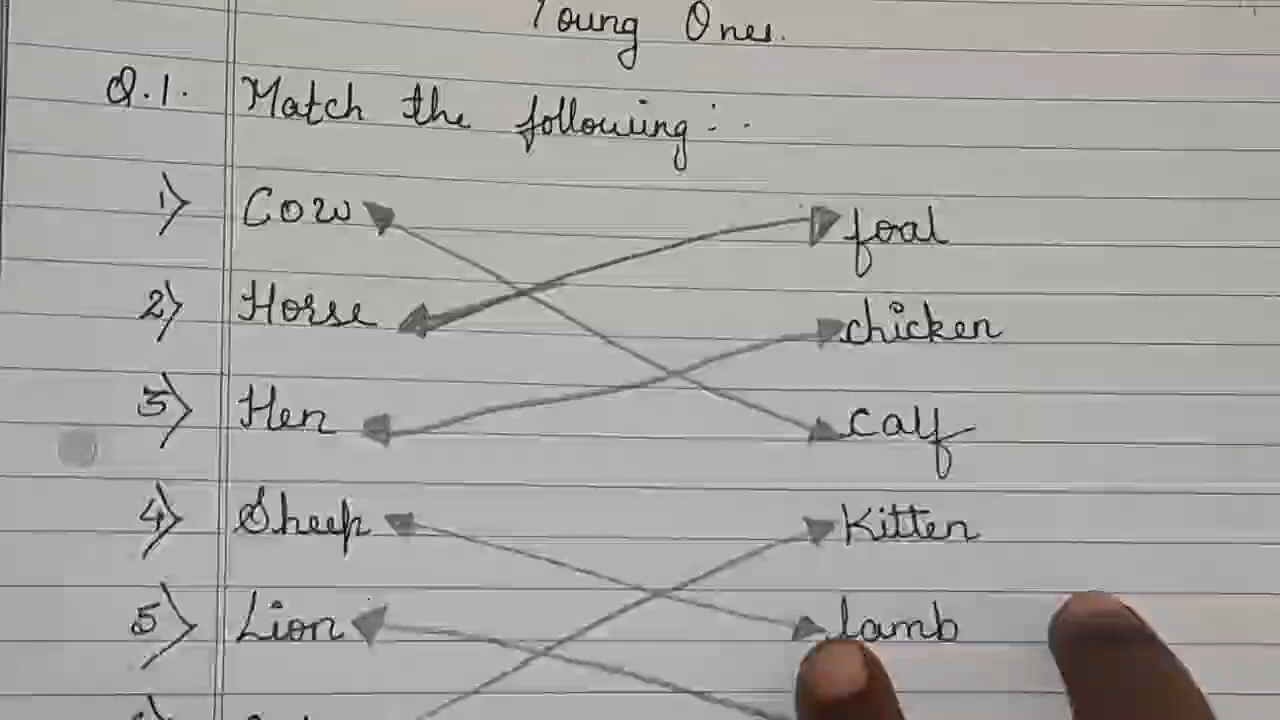 Young Ones.
Q.1. Match the following:-
1) Cow foal
2) Horse chicken
3) Hen calf
4) Sheep Kitten
5) Lion lamb